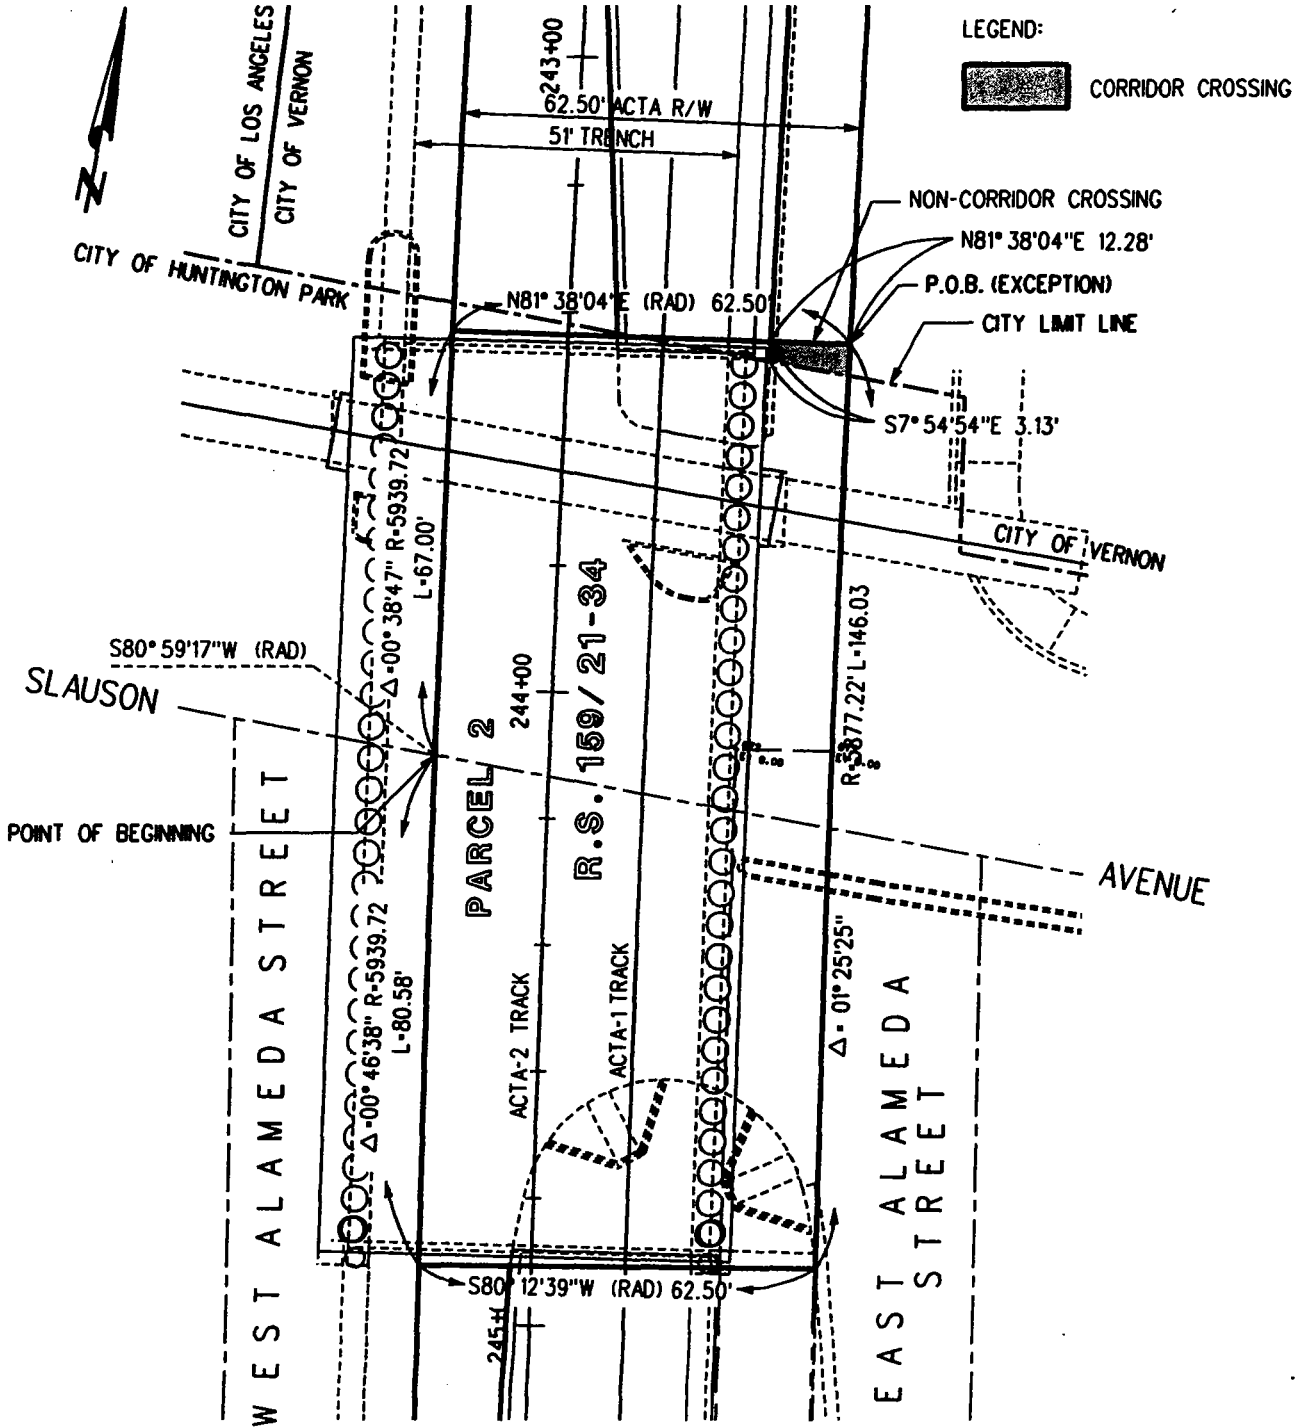 LEGEND:
CORRIDOR CROSSING
CITY OF LOS ANGELES
CITY OF VERNON
243+00
62.50' ACTA R/W
51' TRENCH
NON-CORRIDOR CROSSING
N81° 38'04"E 12.28'
P.O.B. (EXCEPTION)
CITY LIMIT LINE
N
CITY OF HUNTINGTON PARK
N81° 38'04"E (RAD) 62.50'
S7° 54'54"E 3.13'
CITY OF VERNON
Δ=00° 38'47" R=5939.72
L=67.00'
S80° 59'17"W (RAD)
SLAUSON
AVENUE
244+00
PARCEL 2
R.S. 159/ 21-34
R=5877.22' L=146.03
POINT OF BEGINNING
Δ= 01° 25'25"
Δ=00° 46'38" R=5939.72
L=80.58'
ACTA-2 TRACK
ACTA-1 TRACK
WEST ALAMEDA STREET
EAST ALAMEDA
STREET
S80° 12'39"W (RAD) 62.50'